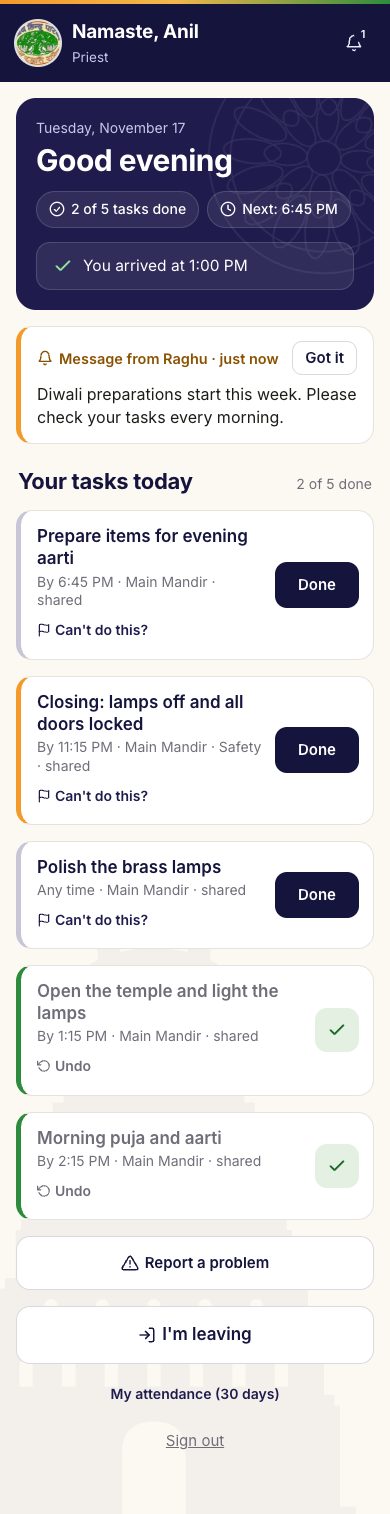 Namaste, Anil
Priest
1
Tuesday, November 17
Good evening
2 of 5 tasks done
Next: 6:45 PM
You arrived at 1:00 PM
Message from Raghu · just now
Got it
Diwali preparations start this week. Please
check your tasks every morning.
Your tasks today
2 of 5 done
Prepare items for evening
aarti
By 6:45 PM · Main Mandir ·
shared
Can't do this?
Done
Closing: lamps off and all
doors locked
By 11:15 PM · Main Mandir · Safety
· shared
Can't do this?
Done
Polish the brass lamps
Any time · Main Mandir · shared
Can't do this?
Done
Open the temple and light the
lamps
By 1:15 PM · Main Mandir · shared
Undo
Morning puja and aarti
By 2:15 PM · Main Mandir · shared
Undo
Report a problem
I'm leaving
My attendance (30 days)
Sign out